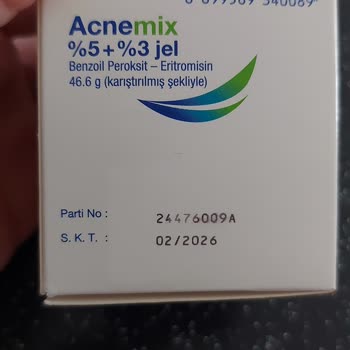 Acnemix
%5+%3 jel
Benzoil Peroksit – Eritromisin
46.6 g (karıştırılmış şekliyle)
Parti No : 24476009A
S. K. T. : 02/2026